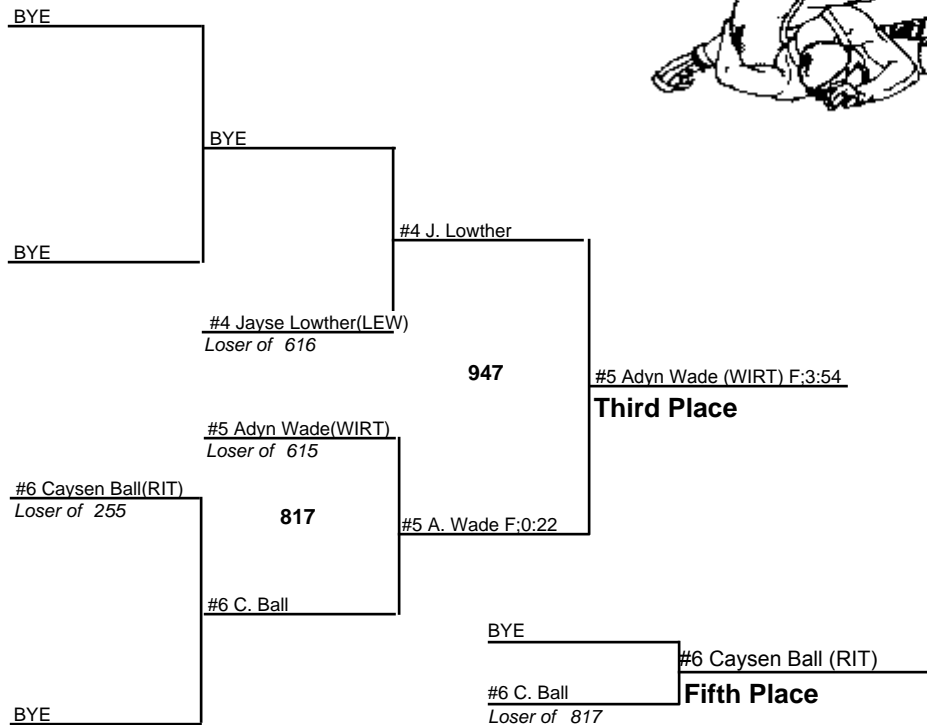 BYE
BYE
BYE
#4 J. Lowther
#4 Jayse Lowther(LEW)
Loser of 616
947
#5 Adyn Wade (WIRT) F;3:54
Third Place
#5 Adyn Wade(WIRT)
Loser of 615
#6 Caysen Ball(RIT)
Loser of 255
817
#5 A. Wade F;0:22
#6 C. Ball
BYE
BYE
#6 Caysen Ball (RIT)
Fifth Place
#6 C. Ball
Loser of 817